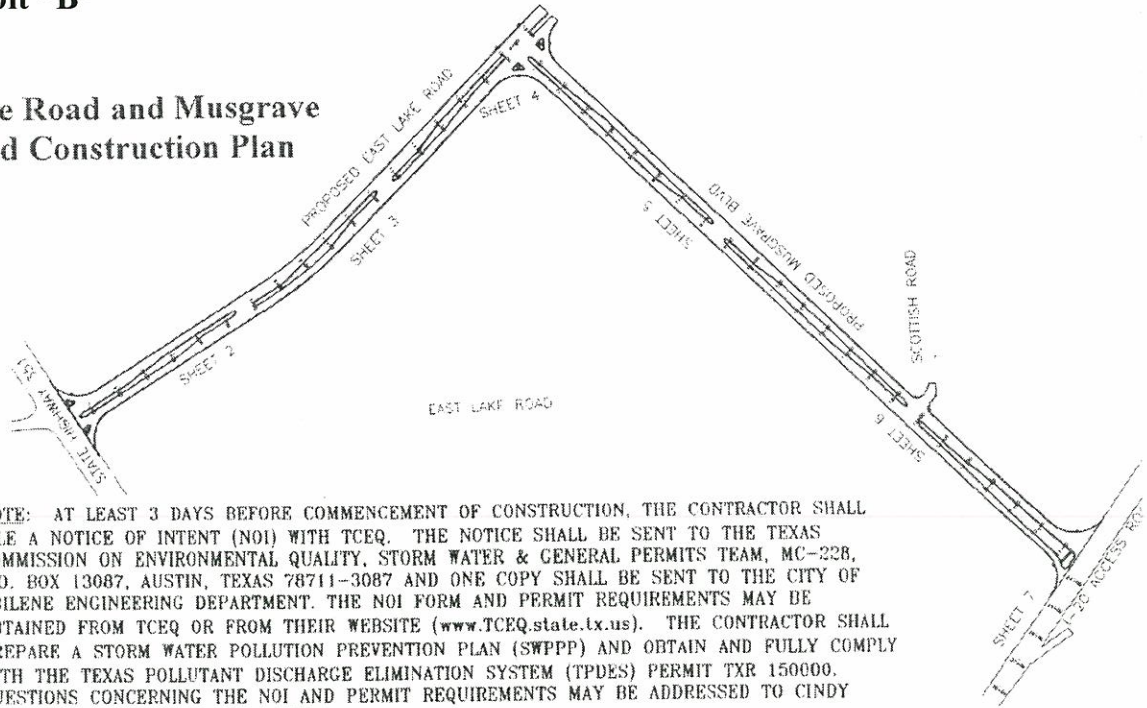 "B"
e Road and Musgrave
d Construction Plan
PROPOSED EAST LAKE ROAD
SHEET 4
SHEET 3
SHEET 2
STATE HIGHWAY 351
EAST LAKE ROAD
SHEET 5
PROPOSED MUSGRAVE BLVD
SCOTTISH ROAD
SHEET 6
SHEET 7
I-20 ACCESS RO
OTE: AT LEAST 3 DAYS BEFORE COMMENCEMENT OF CONSTRUCTION, THE CONTRACTOR SHALL
LE A NOTICE OF INTENT (NOI) WITH TCEQ. THE NOTICE SHALL BE SENT TO THE TEXAS
OMMISSION ON ENVIRONMENTAL QUALITY, STORM WATER & GENERAL PERMITS TEAM, MC-228,
O. BOX 13087, AUSTIN, TEXAS 78711-3087 AND ONE COPY SHALL BE SENT TO THE CITY OF
BILENE ENGINEERING DEPARTMENT. THE NOI FORM AND PERMIT REQUIREMENTS MAY BE
BTAINED FROM TCEQ OR FROM THEIR WEBSITE (www.TCEQ.state.tx.us). THE CONTRACTOR SHALL
REPARE A STORM WATER POLLUTION PREVENTION PLAN (SWPPP) AND OBTAIN AND FULLY COMPLY
ITH THE TEXAS POLLUTANT DISCHARGE ELIMINATION SYSTEM (TPDES) PERMIT TXR 150000.
UESTIONS CONCERNING THE NOI AND PERMIT REQUIREMENTS MAY BE ADDRESSED TO CINDY